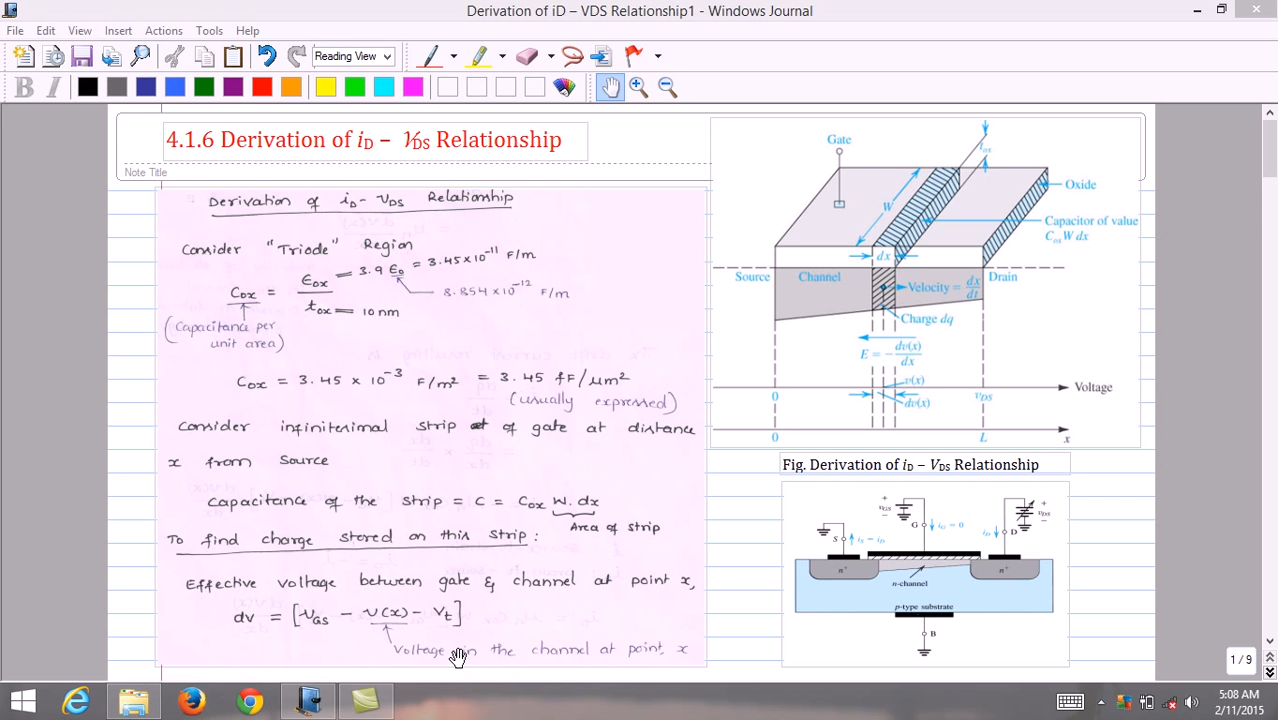 Derivation of iD – VDS Relationship1 - Windows Journal
File Edit View Insert Actions Tools Help
Reading View
B I
4.1.6 Derivation of iD – VDS Relationship
Note Title
Derivation of iD - VDS Relationship
Consider "Triode" Region
Cox = εox / tox
= 3.9 ε0 = 3.45 x 10⁻¹¹ F/m
8.854 x 10⁻¹² F/m
= 10 nm
(Capacitance per
unit area)
Cox = 3.45 x 10⁻³ F/m² = 3.45 fF/μm²
(usually expressed)
Consider infinitesimal strip of gate at distance
x from Source
Capacitance of the strip = C = Cox W.dx
Area of strip
To find charge stored on this strip :
Effective voltage between gate & channel at point x,
dv = [VGS - v(x) - Vt]
Voltage in the channel at point x
Gate
tox
W
Oxide
Capacitor of value
Cox W dx
dx
Source
Channel
Drain
Velocity = dx/dt
Charge dq
E = - dv(x)/dx
Voltage
v(x)
0
dv(x)
vDS
0
L
x
Fig. Derivation of iD – VDS Relationship
+
vGS
−
G
iG = 0
+
vDS
−
S
iS = iD
iD
D
n+
n+
n-channel
p-type substrate
B
1 / 9
5:08 AM
2/11/2015